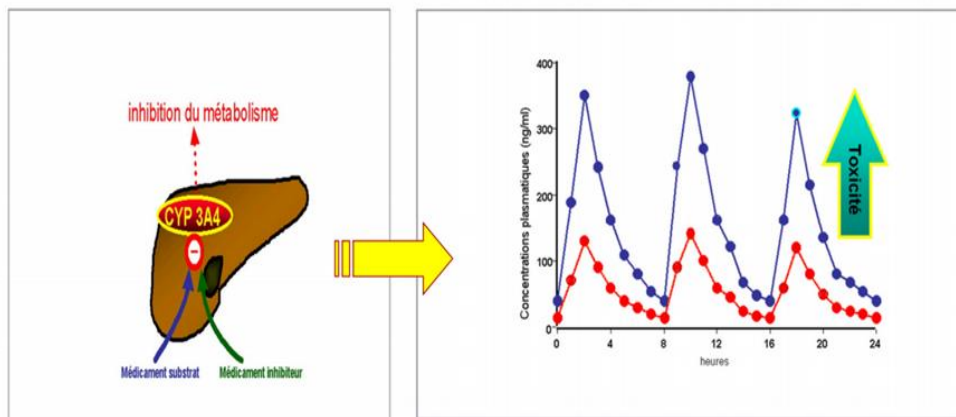 inhibition du métabolisme
CYP 3A4
Médicament substrat
Médicament inhibiteur
Concentrations plasmatiques (ng/ml)
400
300
200
100
0
0
4
8
12
16
20
24
heures
Toxicité